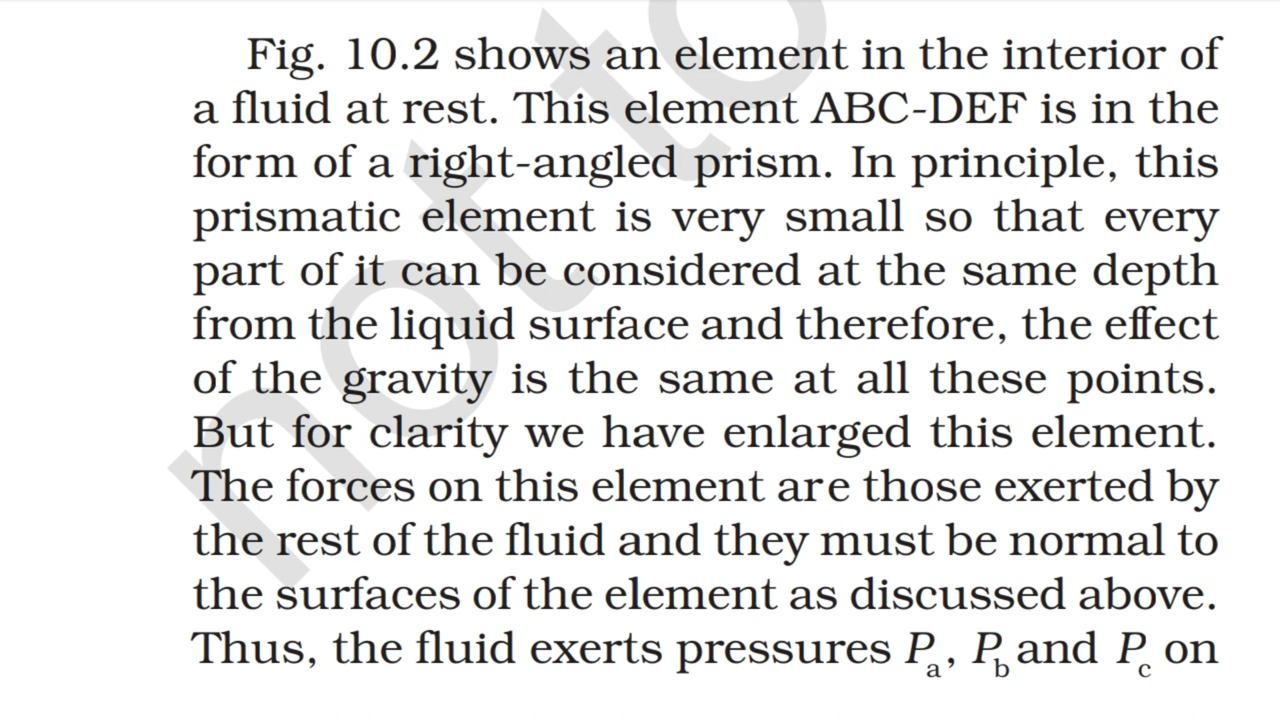 Fig. 10.2 shows an element in the interior of
a fluid at rest. This element ABC-DEF is in the
form of a right-angled prism. In principle, this
prismatic element is very small so that every
part of it can be considered at the same depth
from the liquid surface and therefore, the effect
of the gravity is the same at all these points.
But for clarity we have enlarged this element.
The forces on this element are those exerted by
the rest of the fluid and they must be normal to
the surfaces of the element as discussed above.
Thus, the fluid exerts pressures Pa, Pb and Pc on
not to